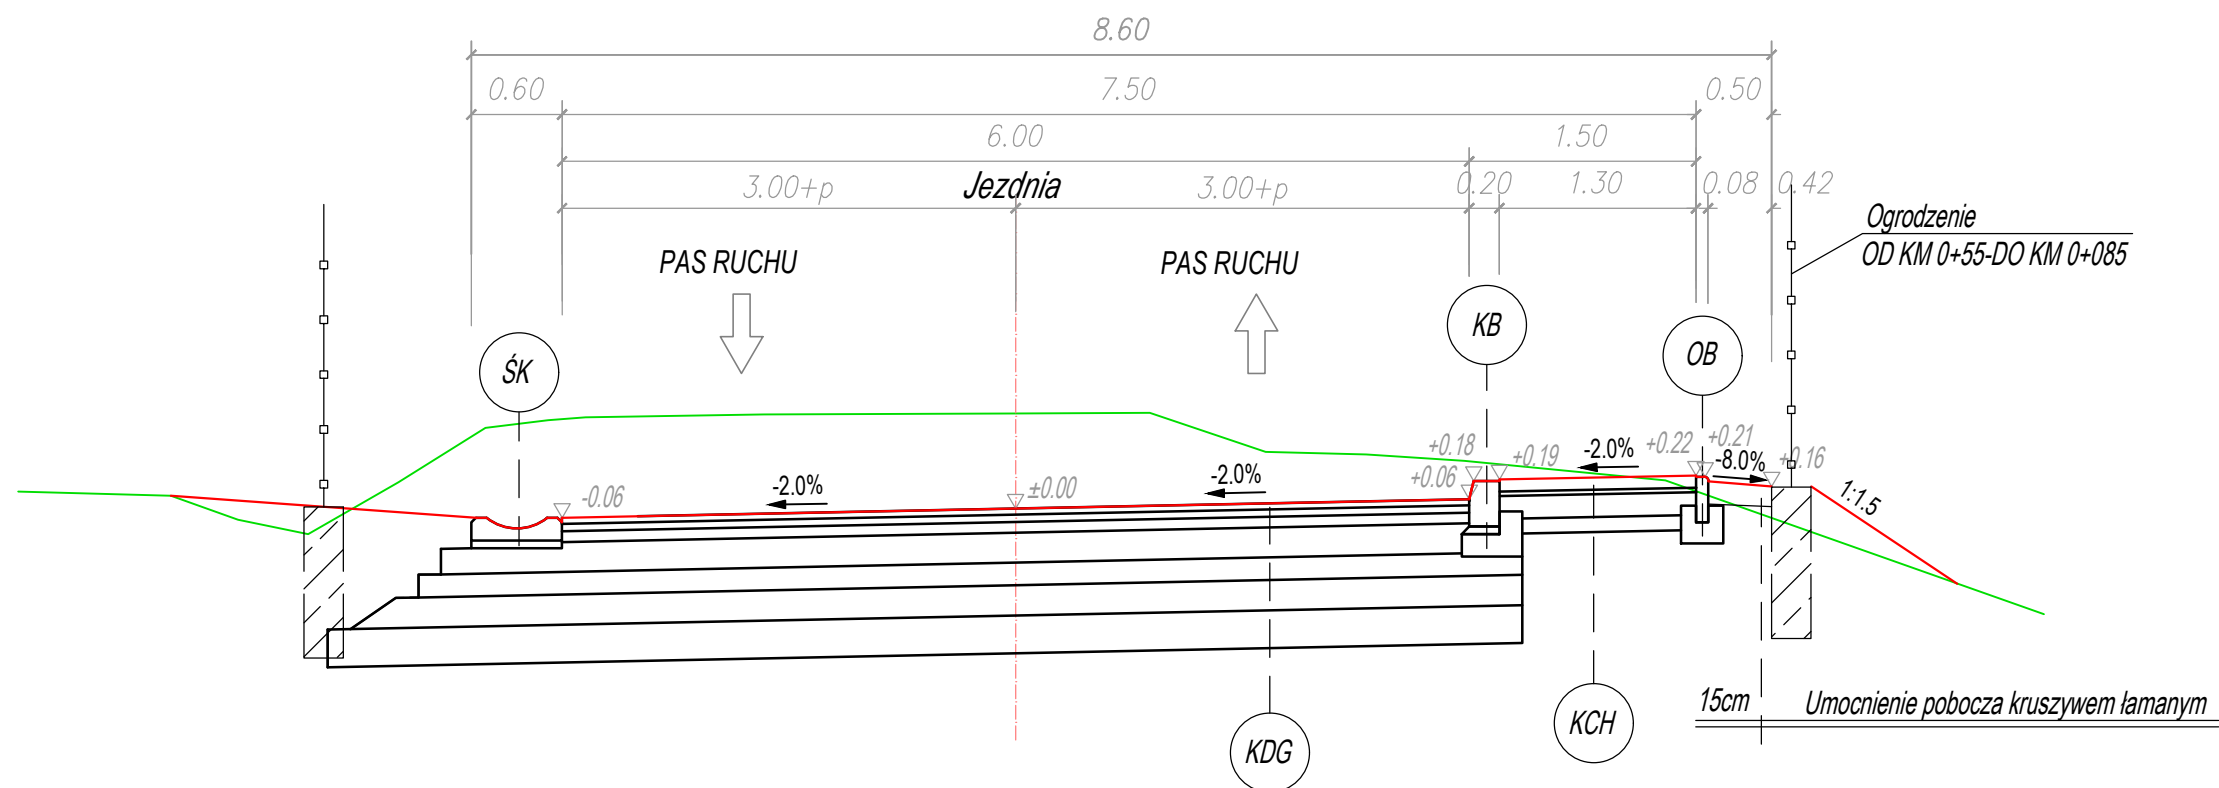 8.60
0.60 7.50 0.50
6.00 1.50
3.00+p Jezdnia 3.00+p 0.20 1.30 0.08 0.42
Ogrodzenie
OD KM 0+55-DO KM 0+085
PAS RUCHU PAS RUCHU
KB
OB
ŚK
+0.18 +0.19 -2.0% +0.22 +0.21
-8.0% +0.16
-0.06 -2.0% ±0.00 -2.0% +0.06
1:1.5
15cm Umocnienie pobocza kruszywem łamanym
KCH
KDG